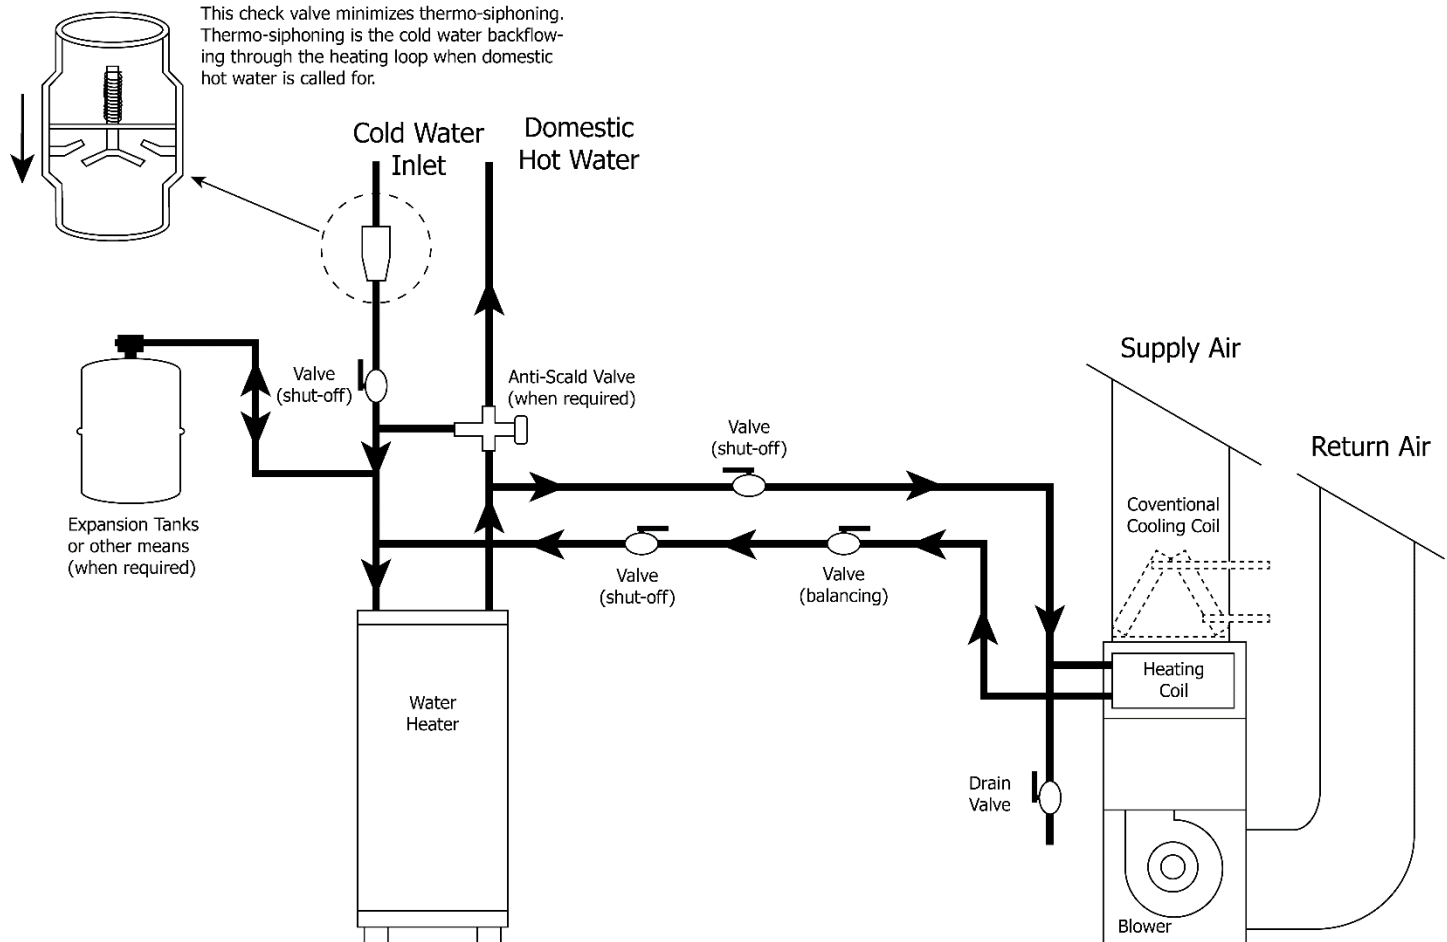 This check valve minimizes thermo-siphoning.
Thermo-siphoning is the cold water backflow-
ing through the heating loop when domestic
hot water is called for.
Cold Water
Inlet
Domestic
Hot Water
Valve
(shut-off)
Anti-Scald Valve
(when required)
Expansion Tanks
or other means
(when required)
Valve
(shut-off)
Valve
(shut-off)
Valve
(balancing)
Supply Air
Return Air
Coventional
Cooling Coil
Heating
Coil
Water
Heater
Drain
Valve
Blower